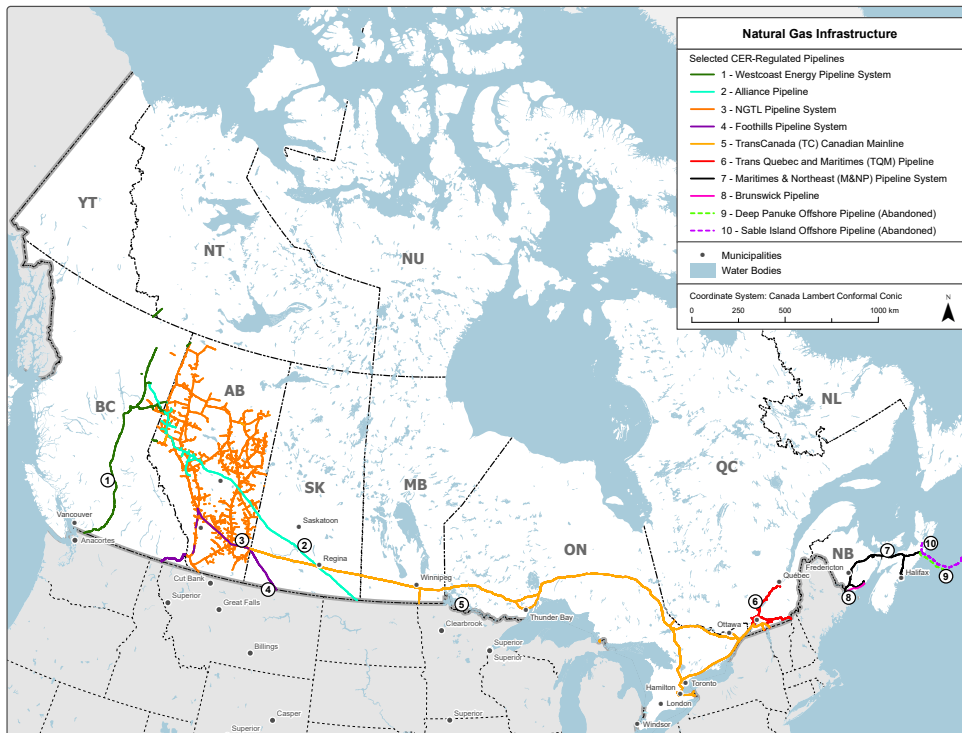 Natural Gas Infrastructure
Selected CER-Regulated Pipelines
1 - Westcoast Energy Pipeline System
2 - Alliance Pipeline
3 - NGTL Pipeline System
4 - Foothills Pipeline System
5 - TransCanada (TC) Canadian Mainline
6 - Trans Quebec and Maritimes (TQM) Pipeline
7 - Maritimes & Northeast (M&NP) Pipeline System
8 - Brunswick Pipeline
9 - Deep Panuke Offshore Pipeline (Abandoned)
10 - Sable Island Offshore Pipeline (Abandoned)
Municipalities
Water Bodies
Coordinate System: Canada Lambert Conformal Conic
N
0 250 500 1000 km
YT
NT
NU
BC
AB
SK
MB
ON
QC
NL
NB
1
2
3
4
5
6
7
8
9
10
Vancouver
Anacortes
Saskatoon
Regina
Winnipeg
Cut Bank
Superior
Great Falls
Billings
Casper
Superior
Clearbrook
Superior
Superior
Superior
Thunder Bay
Ottawa
Toronto
Hamilton
London
Windsor
Québec
Fredericton
Halifax